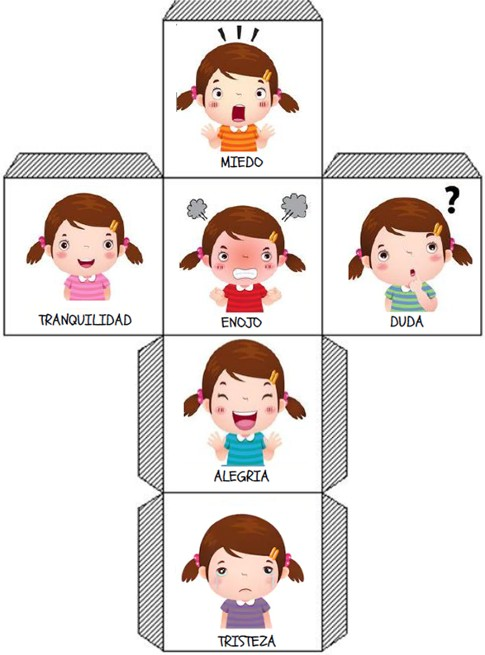 MIEDO
?
TRANQUILIDAD
ENOJO
DUDA
ALEGRIA
TRISTEZA